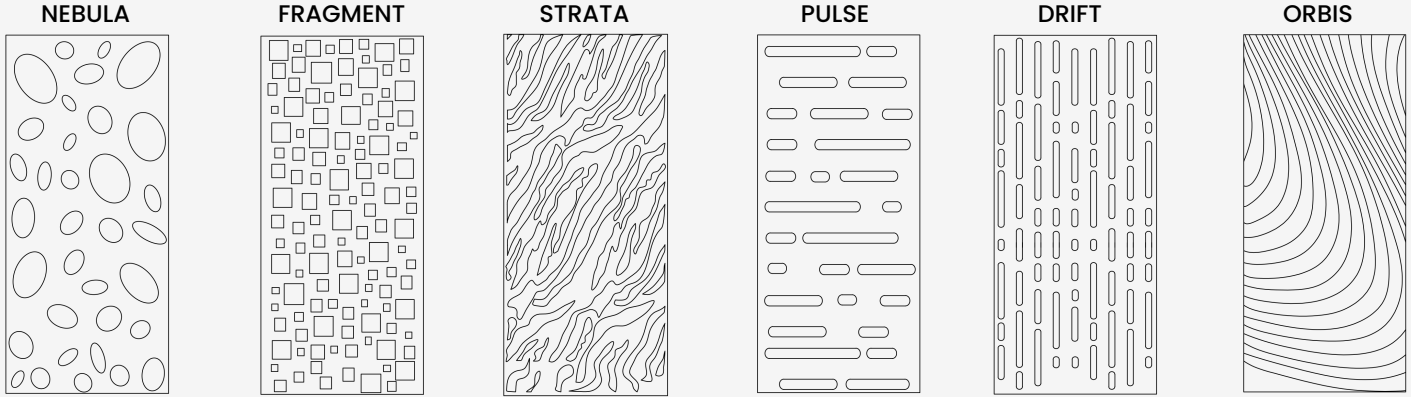 NEBULA
FRAGMENT
STRATA
PULSE
DRIFT
ORBIS